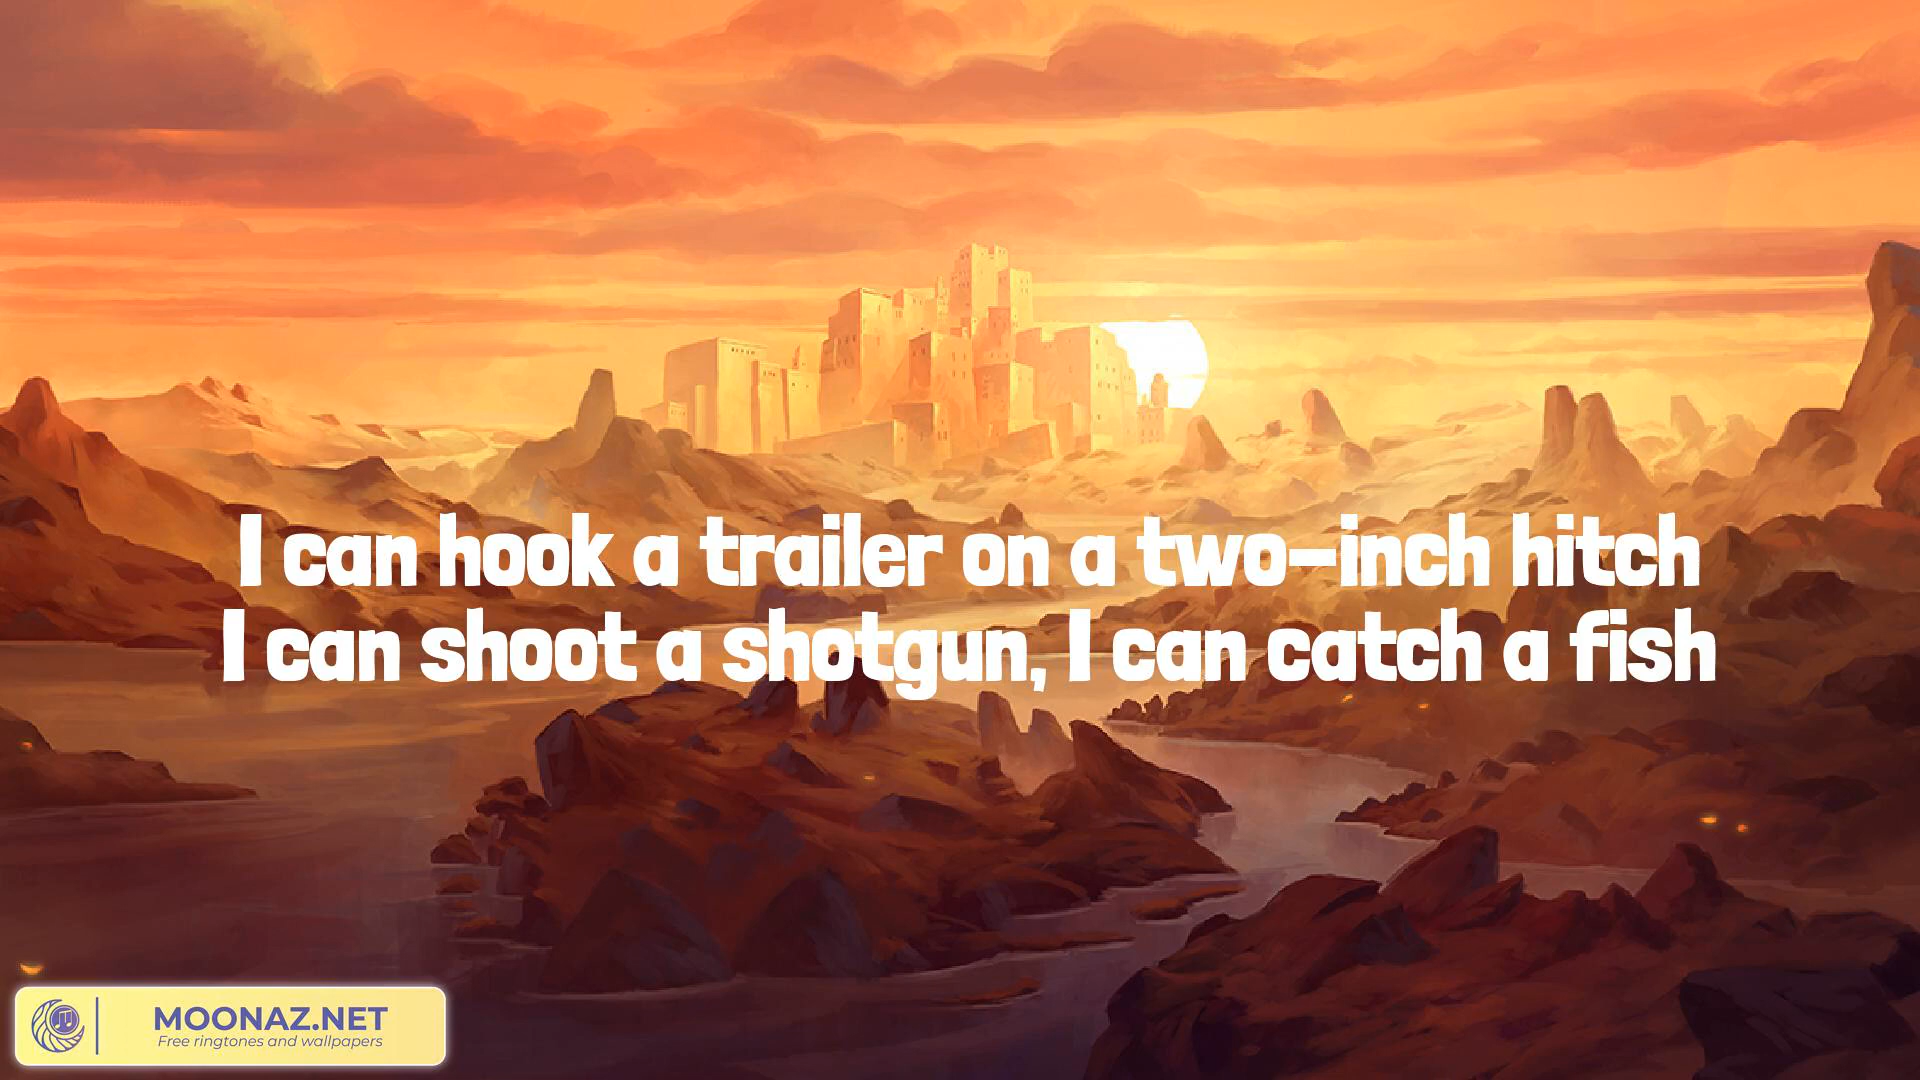 I can hook a trailer on a two-inch hitch
I can shoot a shotgun, I can catch a fish
MOONAZ.NET
Free ringtones and wallpapers